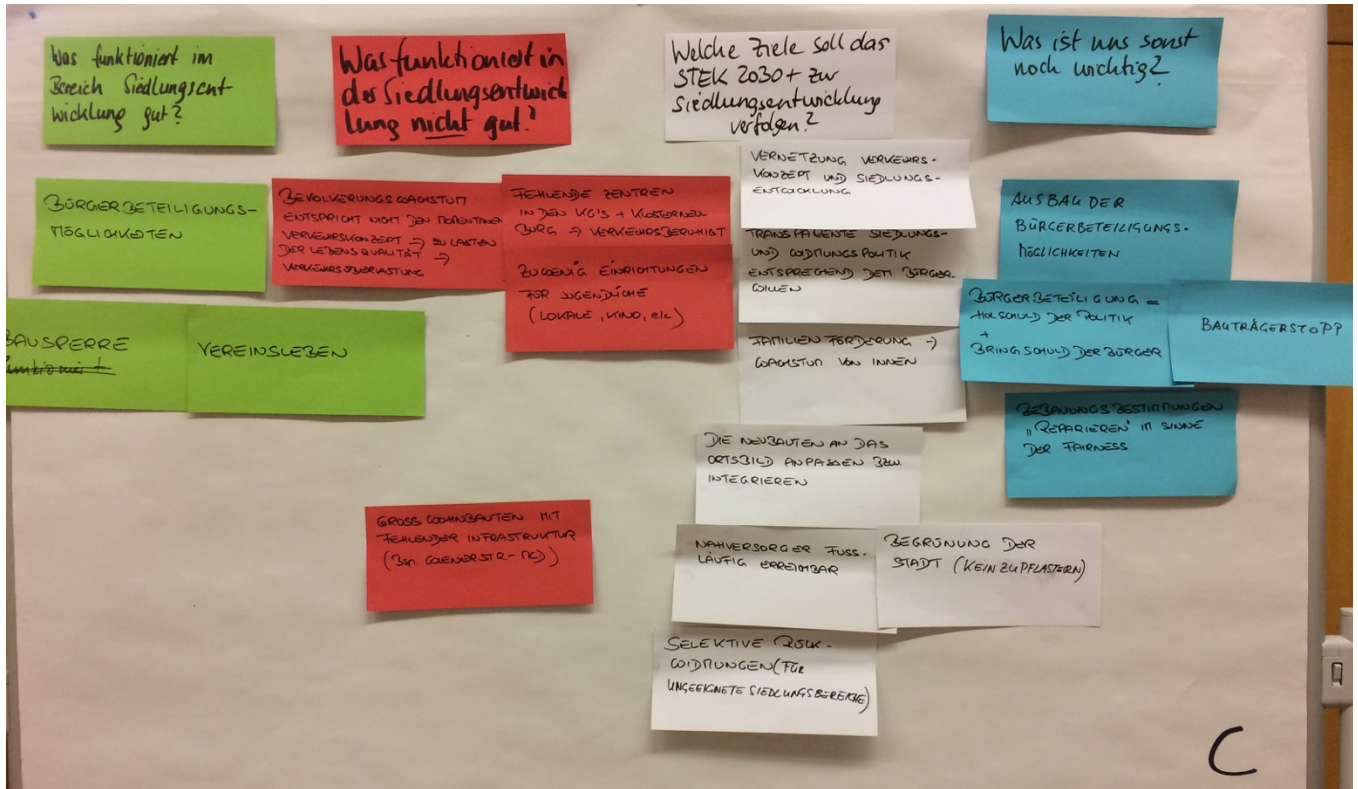 Was funktioniert im
Bereich Siedlungsent
wicklung gut?
BÜRGERBETEILIGUNGS-
MÖGLICHKEITEN
BAUSPERRE
VEREINSLEBEN
Was funktioniert in
der Siedlungsentwick
lung nicht gut?
BEVÖLKERUNGSWACHSTUM
ENTSPRICHT NICHT DEM MOMENTANEN
VERKEHRSKONZEPT → ZU LASTEN
DER LEBENSQUALITÄT →
VERKEHRSÜBERLASTUNG
FEHLENDE ZENTREN
IN DEN KG'S + KLOSTERNEU-
BURG → VERKEHRSBERUHIGT
ZU WENIG EINRICHTUNGEN
FÜR JUGENDLICHE
(LOKALE, KINO, etc)
GROSSWOHNBAUTEN MIT
FEHLENDER INFRASTRUKTUR
(Bsp. WIENERSTR-)
Welche Ziele soll das
STEK 2030+ zur
Siedlungsentwicklung
verfolgen?
VERNETZUNG VERKEHRS-
KONZEPT UND SIEDLUNGS-
ENTWICKLUNG
TRANSPARENTE SIEDLUNGS-
UND WIDMUNGSPOLITIK
ENTSPRECHEND DEM BÜRGER-
WILLEN
FAMILIENFÖRDERUNG →
WACHSTUM VON INNEN
DIE NEUBAUTEN AN DAS
ORTSBILD ANPASSEN BZW.
INTEGRIEREN
NAHVERSORGER FUSS-
LÄUFIG ERREICHBAR
BEGRÜNUNG DER
STADT (KEIN ZUPFLASTERN)
SELEKTIVE RÜCK-
WIDMUNGEN (FÜR
UNGEEIGNETE SIEDLUNGSBEREICHE)
Was ist uns sonst
noch wichtig?
AUSBAU DER
BÜRGERBETEILIGUNGS-
MÖGLICHKEITEN
BÜRGERBETEILIGUNG =
HOLSCHULD DER POLITIK
+
BRINGSCHULD DER BÜRGER
BAUTRÄGERSTOPP
BEBAUUNGSBESTIMMUNGEN
„REPARIEREN" IM SINNE
DER FAIRNESS
C